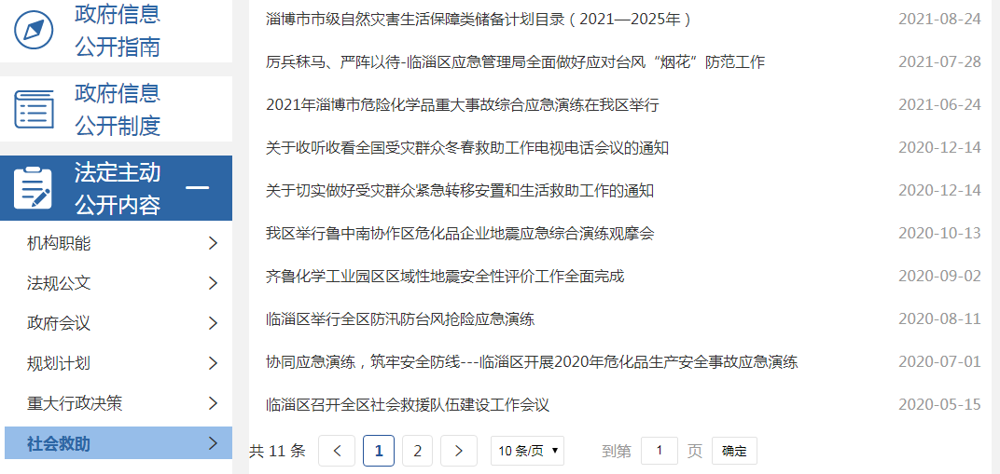 政府信息
公开指南
政府信息
公开制度
法定主动
公开内容
机构职能
法规公文
政府会议
规划计划
重大行政决策
社会救助
淄博市市级自然灾害生活保障类储备计划目录（2021—2025年） 2021-08-24
厉兵秣马、严阵以待-临淄区应急管理局全面做好应对台风“烟花”防范工作 2021-07-28
2021年淄博市危险化学品重大事故综合应急演练在我区举行 2021-06-24
关于收听收看全国受灾群众冬春救助工作电视电话会议的通知 2020-12-14
关于切实做好受灾群众紧急转移安置和生活救助工作的通知 2020-12-14
我区举行鲁中南协作区危化品企业地震应急综合演练观摩会 2020-10-13
齐鲁化学工业园区区域性地震安全性评价工作全面完成 2020-09-02
临淄区举行全区防汛防台风抢险应急演练 2020-08-11
协同应急演练，筑牢安全防线---临淄区开展2020年危化品生产安全事故应急演练 2020-07-01
临淄区召开全区社会救援队伍建设工作会议 2020-05-15
共 11 条 1 2 10 条/页 到第 1 页 确定